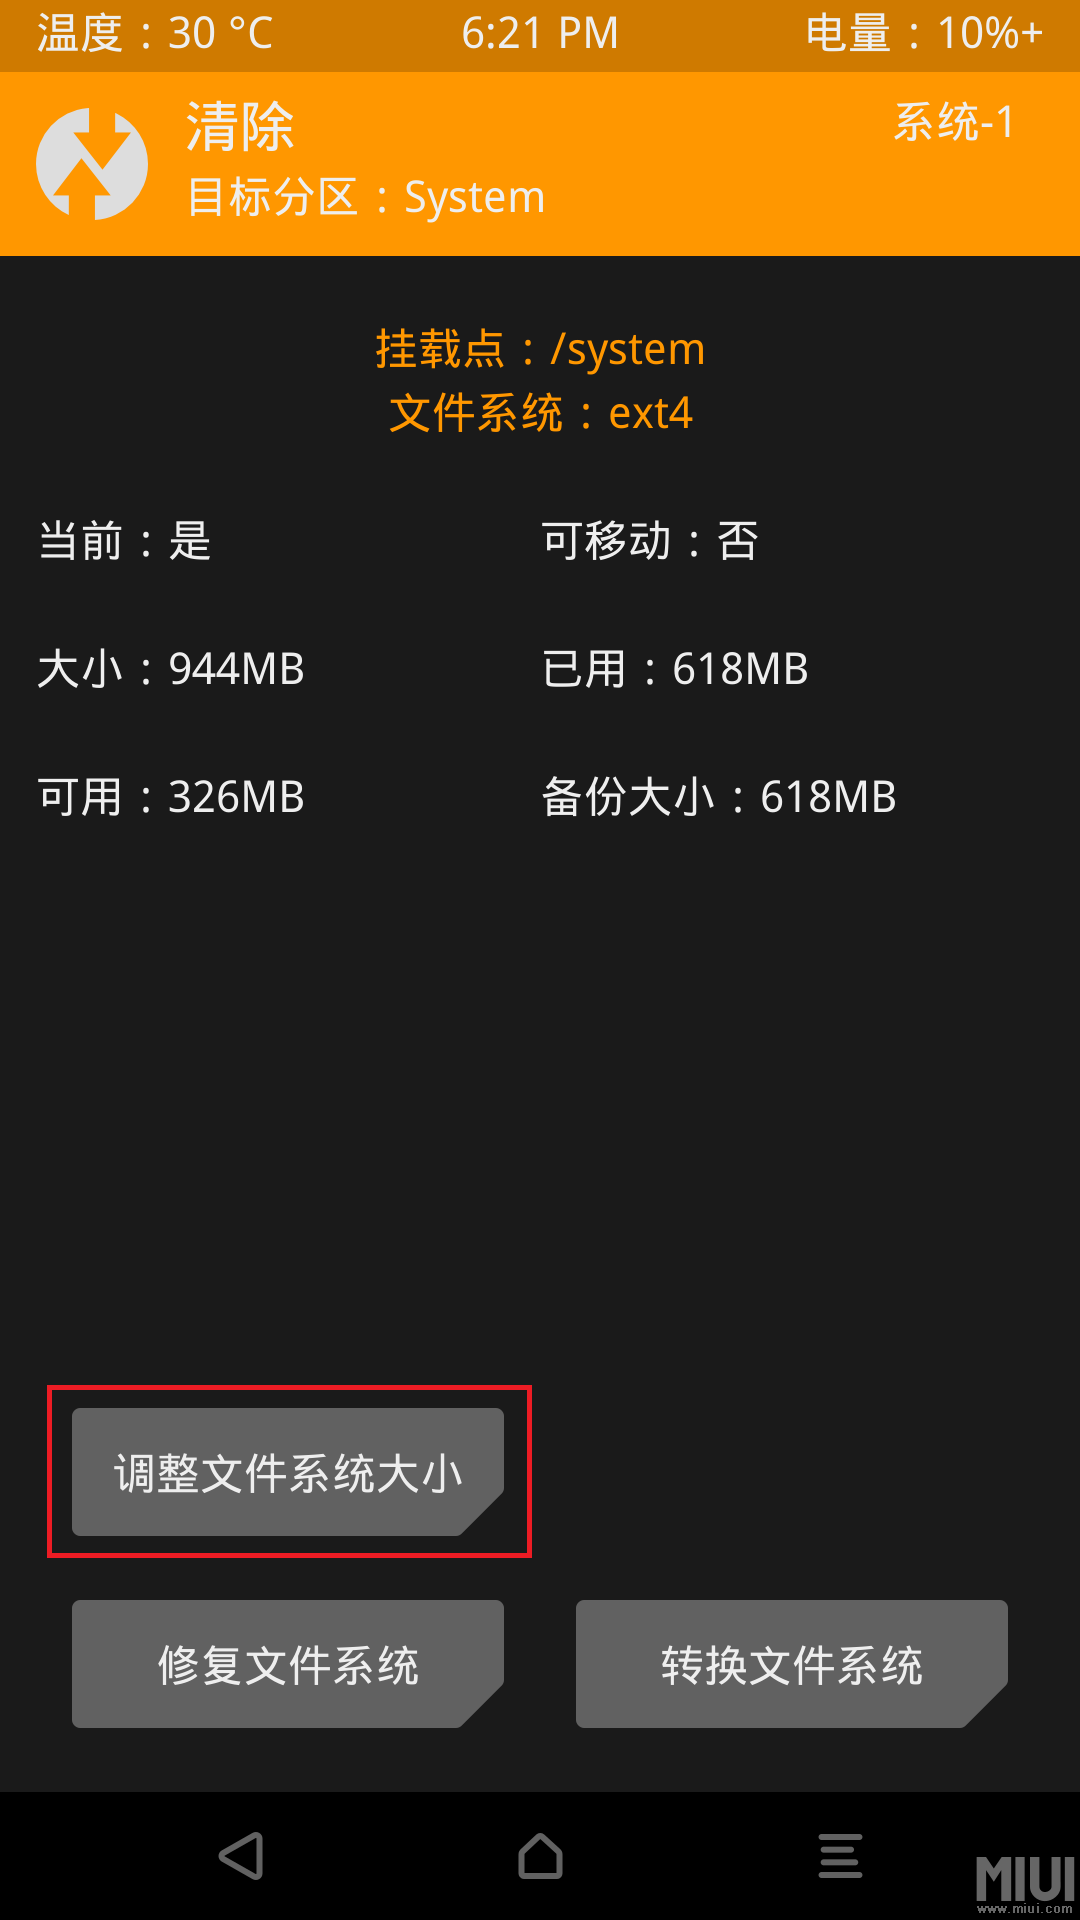 温度：30 °C 6:21 PM 电量：10%+
清除 系统-1
目标分区：System
挂载点：/system
文件系统：ext4
当前：是 可移动：否
大小：944MB 已用：618MB
可用：326MB 备份大小：618MB
调整文件系统大小
修复文件系统 转换文件系统
MIUI
www.miui.com